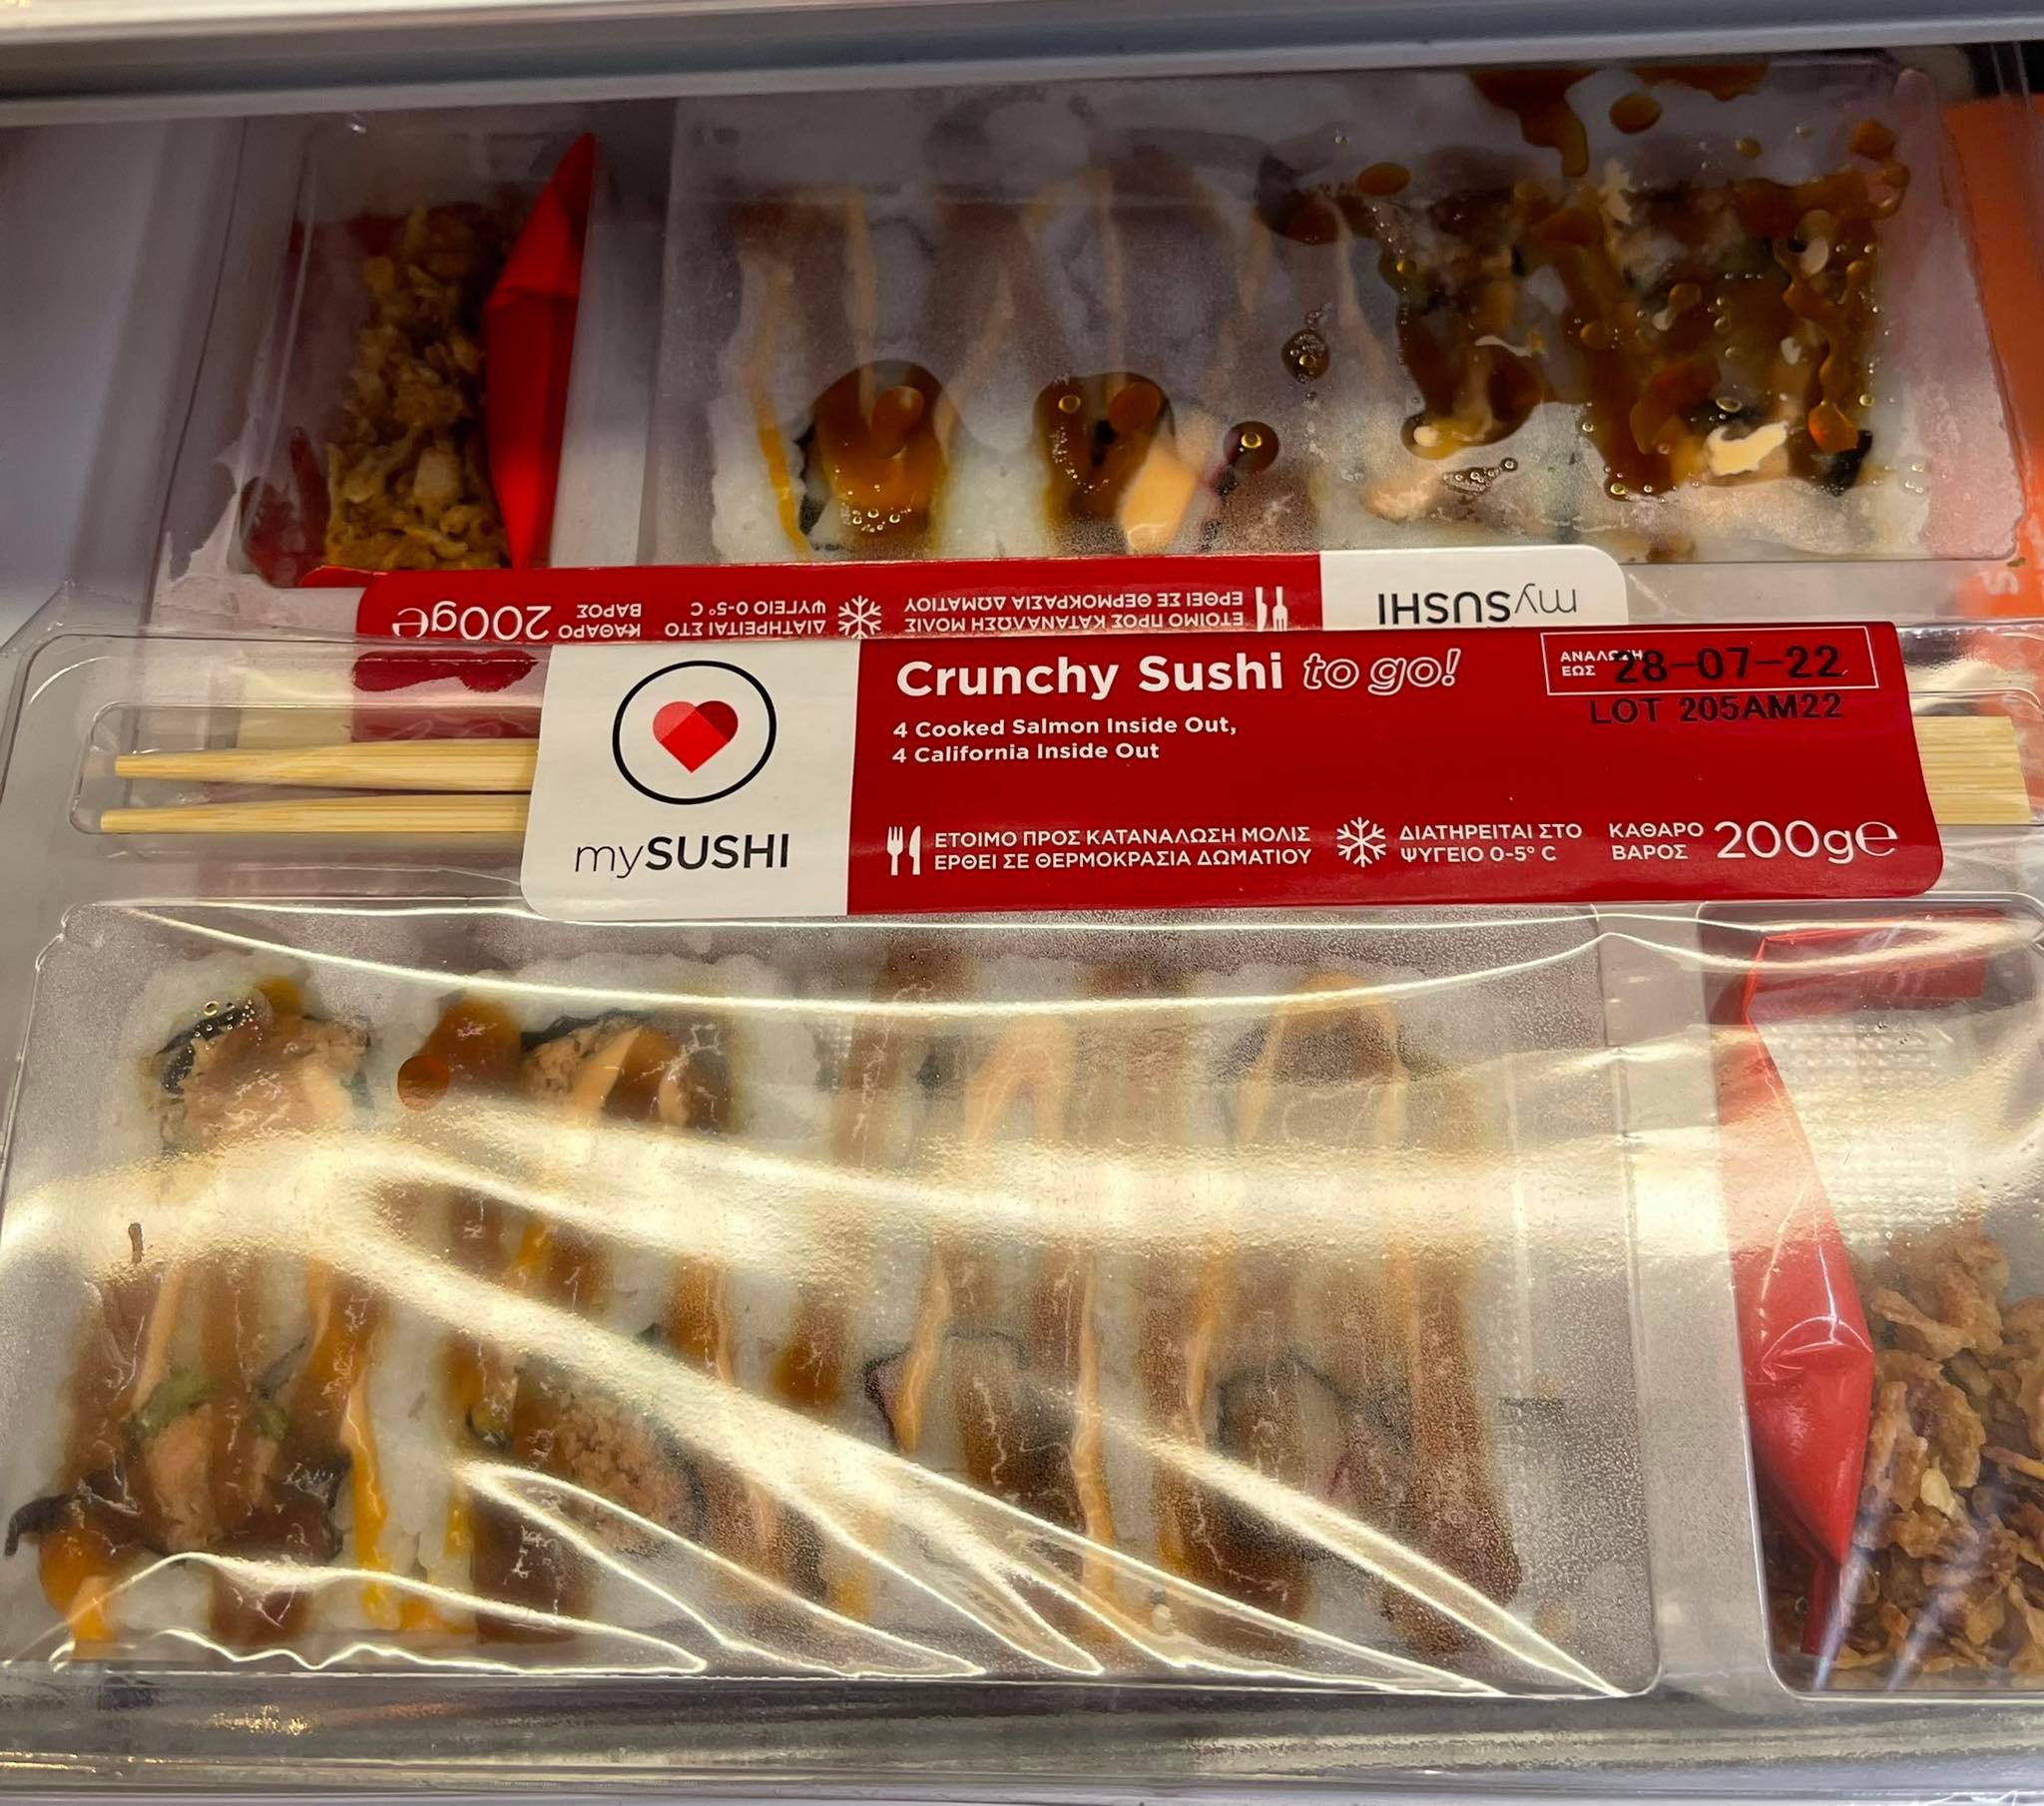 200ge
ΚΑΘΑΡΟ
ΒΑΡΟΣ
ΔΙΑΤΗΡΕΙΤΑΙ ΣΤΟ
ΨΥΓΕΙΟ 0-5° C
ΕΤΟΙΜΟ ΠΡΟΣ ΚΑΤΑΝΑΛΩΣΗ ΜΟΛΙΣ
ΕΡΘΕΙ ΣΕ ΘΕΡΜΟΚΡΑΣΙΑ ΔΩΜΑΤΙΟΥ
mySUSHI
mySUSHI
Crunchy Sushi to go!
4 Cooked Salmon Inside Out,
4 California Inside Out
ΑΝΑΛΩΣΗ
ΕΩΣ
28-07-22
LOT 205AM22
ΕΤΟΙΜΟ ΠΡΟΣ ΚΑΤΑΝΑΛΩΣΗ ΜΟΛΙΣ
ΕΡΘΕΙ ΣΕ ΘΕΡΜΟΚΡΑΣΙΑ ΔΩΜΑΤΙΟΥ
ΔΙΑΤΗΡΕΙΤΑΙ ΣΤΟ
ΨΥΓΕΙΟ 0-5° C
ΚΑΘΑΡΟ
ΒΑΡΟΣ
200ge